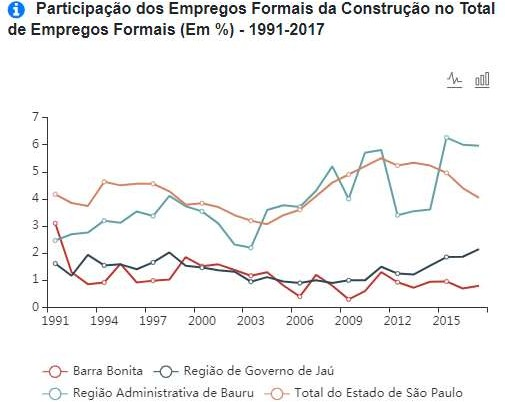 Participação dos Empregos Formais da Construção no Total
de Empregos Formais (Em %) - 1991-2017
7
6
5
4
3
2
1
0
1991 1994 1997 2000 2003 2006 2009 2012 2015
Barra Bonita Região de Governo de Jaú
Região Administrativa de Bauru Total do Estado de São Paulo